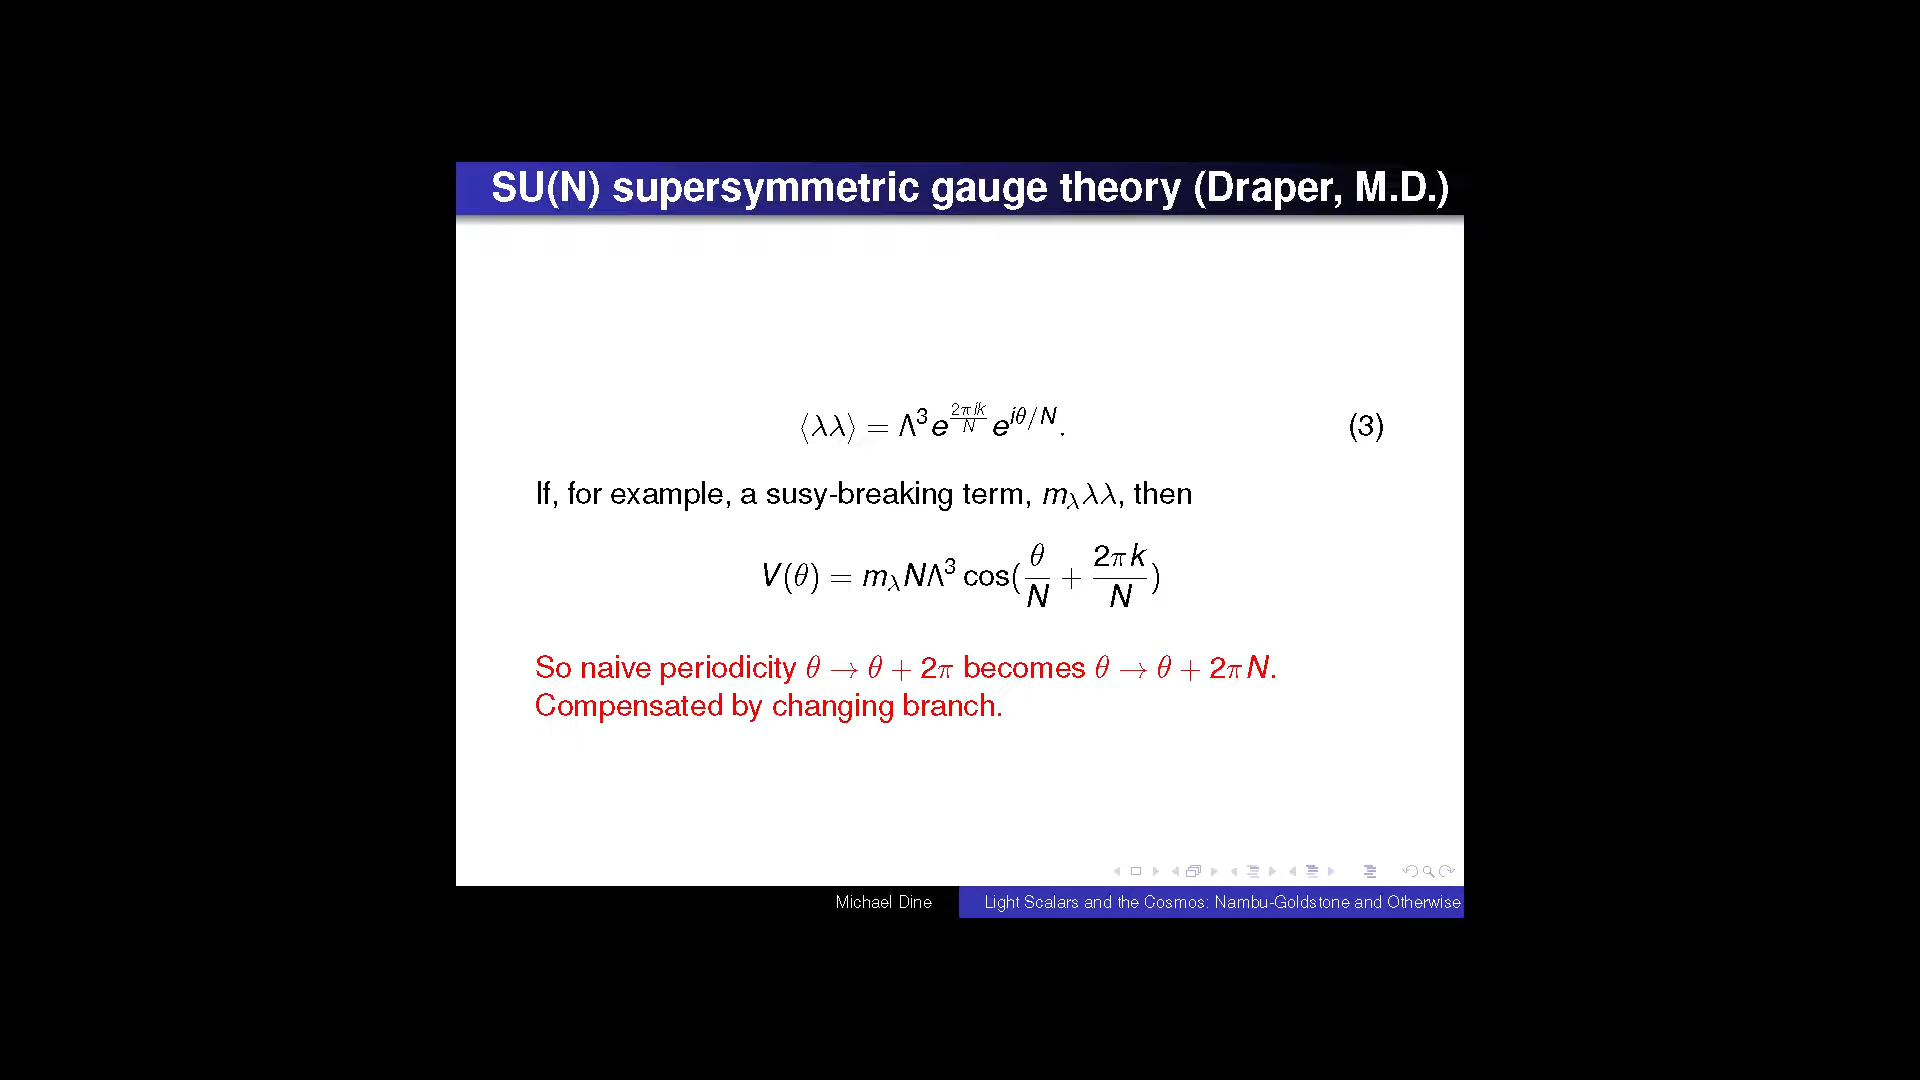 SU(N) supersymmetric gauge theory (Draper, M.D.)
⟨λλ⟩ = Λ³e^{2πik/N} e^{iθ/N}. (3)
If, for example, a susy-breaking term, m_λλλ, then
V(θ) = m_λNΛ³ cos(θ/N + 2πk/N)
So naive periodicity θ → θ + 2π becomes θ → θ + 2πN.
Compensated by changing branch.
Michael Dine Light Scalars and the Cosmos: Nambu-Goldstone and Otherwise